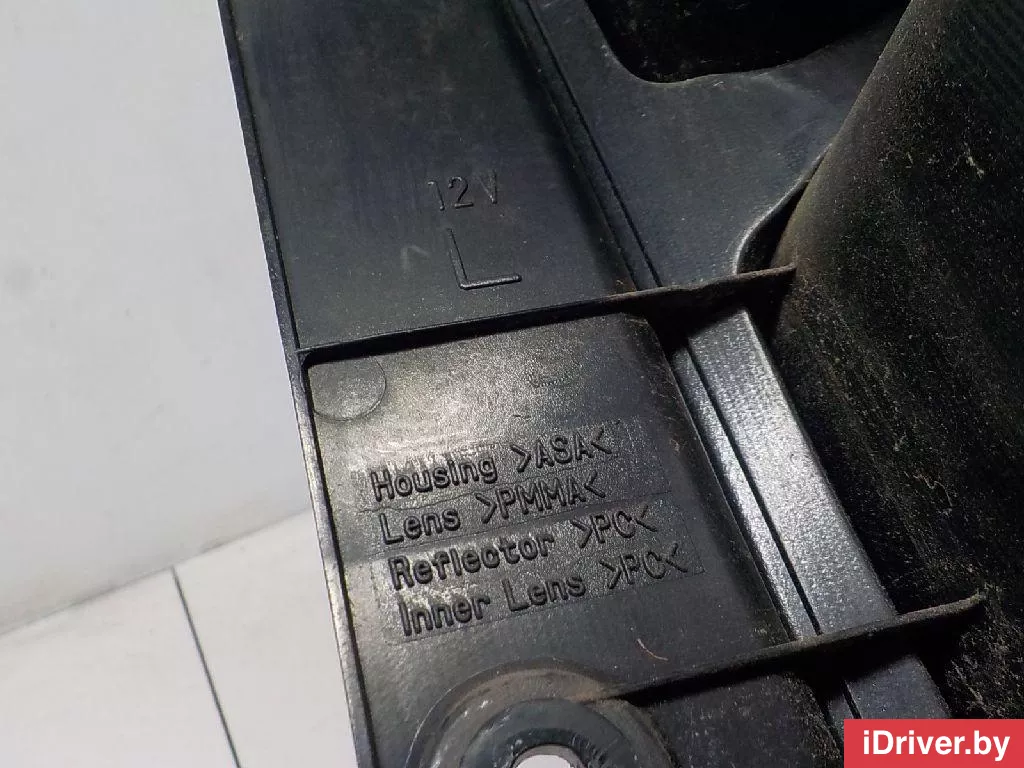 12V
L
Housing >ASA<
Lens >PMMA<
Reflector >PC<
Inner Lens >PC<
iDriver.by